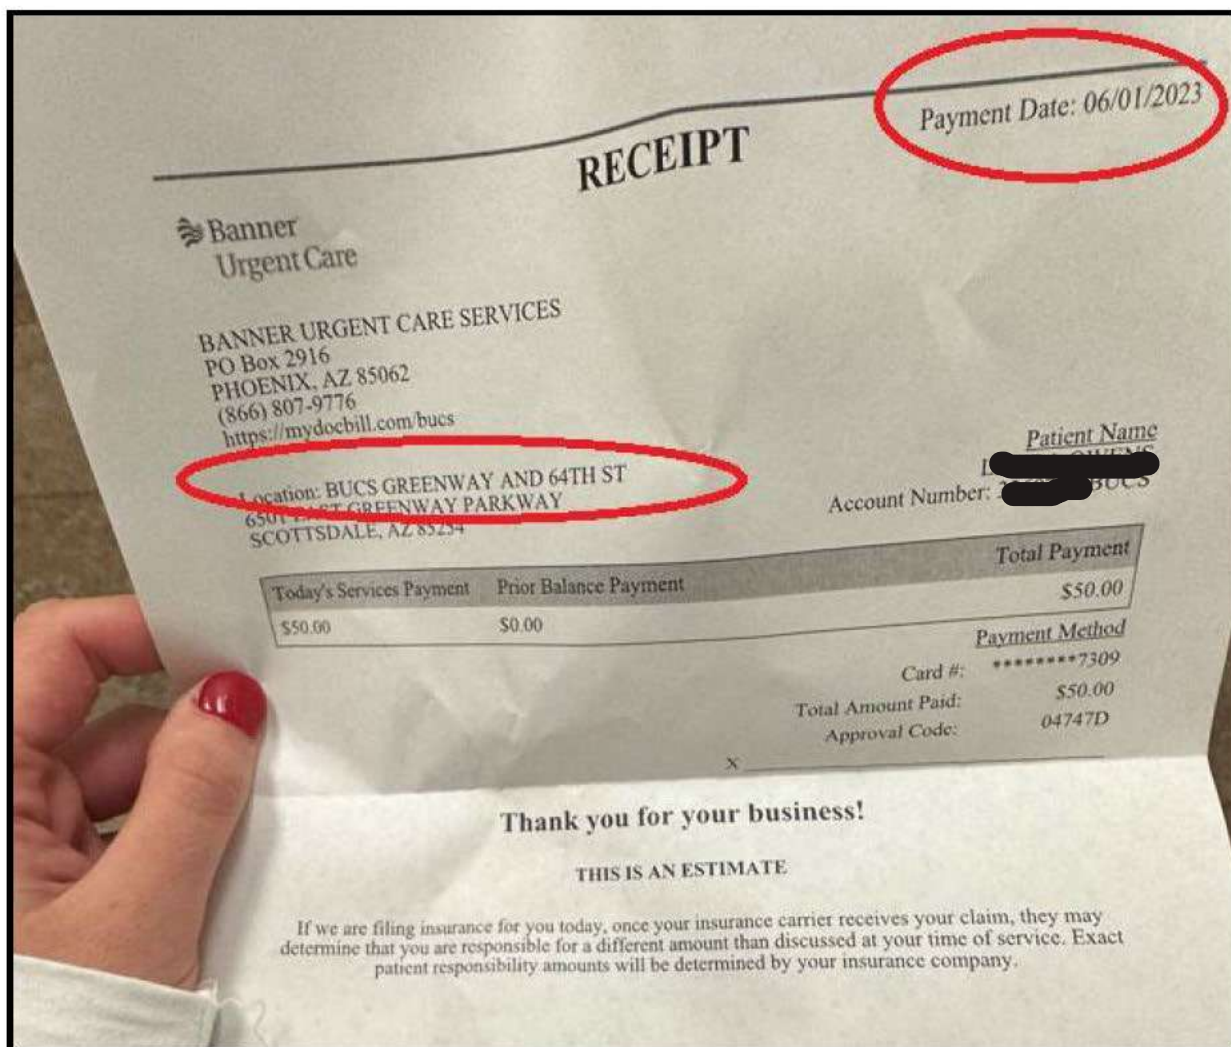 Payment Date: 06/01/2023
RECEIPT
Banner
Urgent Care
BANNER URGENT CARE SERVICES
PO Box 2916
PHOENIX, AZ 85062
(866) 807-9776
https://mydocbill.com/bucs
Location: BUCS GREENWAY AND 64TH ST
6501 EAST GREENWAY PARKWAY
SCOTTSDALE, AZ 85254
Patient Name
Account Number: BUCS
Today's Services Payment Prior Balance Payment Total Payment
$50.00 $0.00 $50.00
Payment Method
Card #: ********7309
Total Amount Paid: $50.00
Approval Code: 04747D
X
Thank you for your business!
THIS IS AN ESTIMATE
If we are filing insurance for you today, once your insurance carrier receives your claim, they may
determine that you are responsible for a different amount than discussed at your time of service. Exact
patient responsibility amounts will be determined by your insurance company.